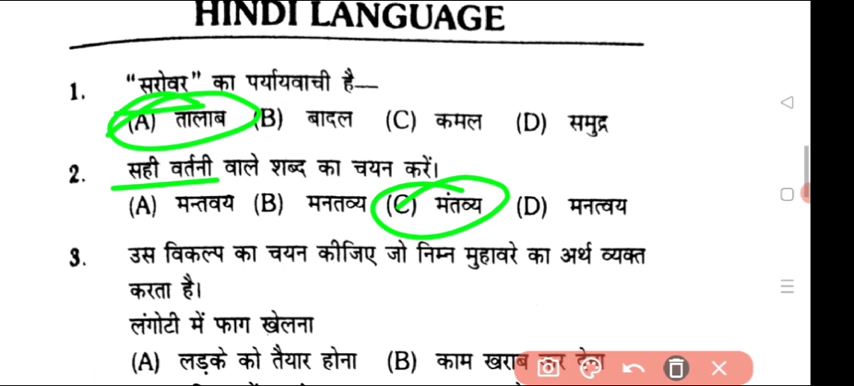 HINDI LANGUAGE
1. "सरोवर" का पर्यायवाची है—
(A) तालाब (B) बादल (C) कमल (D) समुद्र
2. सही वर्तनी वाले शब्द का चयन करें।
(A) मन्तवय (B) मनतव्य (C) मंतव्य (D) मनत्वय
3. उस विकल्प का चयन कीजिए जो निम्न मुहावरे का अर्थ व्यक्त
करता है।
लंगोटी में फाग खेलना
(A) लड़के को तैयार होना (B) काम खराब कर देना